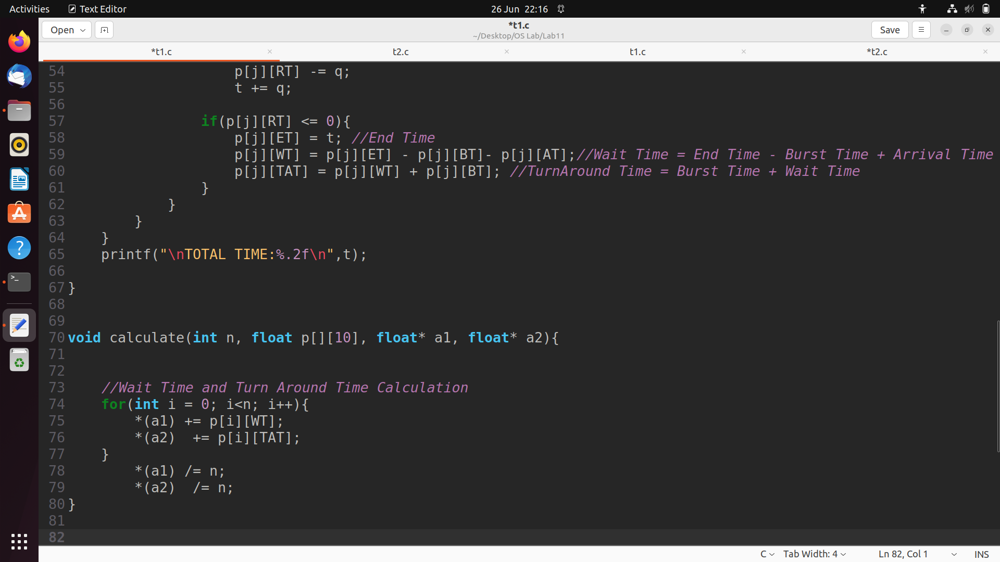 Activities Text Editor 26 Jun 22:16
Open *t1.c Save
~/Desktop/OS Lab/Lab11
*t1.c t2.c t1.c *t2.c
54 p[j][RT] -= q;
55 t += q;
56
57 if(p[j][RT] <= 0){
58 p[j][ET] = t; //End Time
59 p[j][WT] = p[j][ET] - p[j][BT]- p[j][AT];//Wait Time = End Time - Burst Time + Arrival Time
60 p[j][TAT] = p[j][WT] + p[j][BT]; //TurnAround Time = Burst Time + Wait Time
61 }
62 }
63 }
64 }
65 printf("\nTOTAL TIME:%.2f\n",t);
66
67 }
68
69
70 void calculate(int n, float p[][10], float* a1, float* a2){
71
72
73 //Wait Time and Turn Around Time Calculation
74 for(int i = 0; i<n; i++){
75 *(a1) += p[i][WT];
76 *(a2)  += p[i][TAT];
77 }
78 *(a1) /= n;
79 *(a2)  /= n;
80 }
81
82
C Tab Width: 4 Ln 82, Col 1 INS